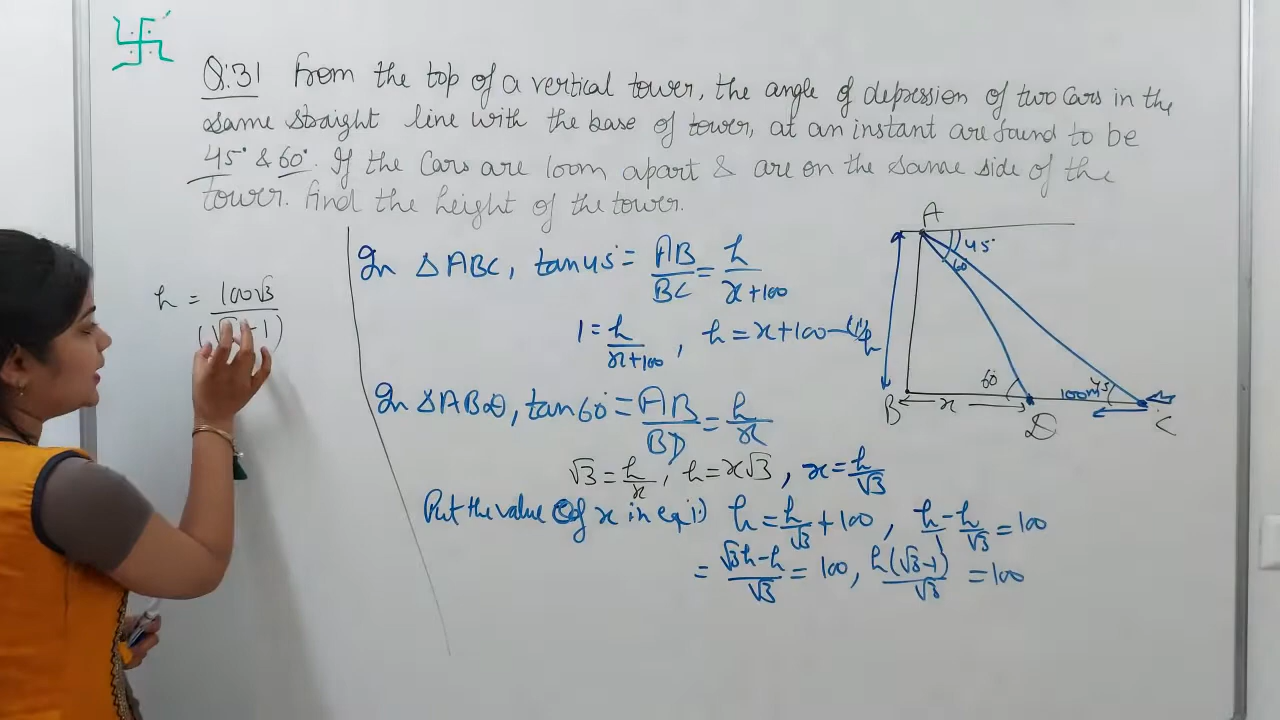 Q:31 From the top of a vertical tower, the angle of depression of two cars in the
same straight line with the base of tower, at an instant are found to be
45° & 60°. If the cars are 100m apart & are on the same side of the
tower. Find the height of the tower.
In △ABC, tan45° = AB/BC = h/x+100
1 = h/x+100, h = x+100 -(1)
In △ABD, tan60° = AB/BD = h/x
√3 = h/x, h = x√3, x = h/√3
Put the value of x in eq 1) h = h/√3 + 100, h/1 - h/√3 = 100
= √3h-h/√3 = 100, h(√3-1)/√3 = 100
h = 100√3
A
45°
60
h
60°
100m
45
B
x
D
C